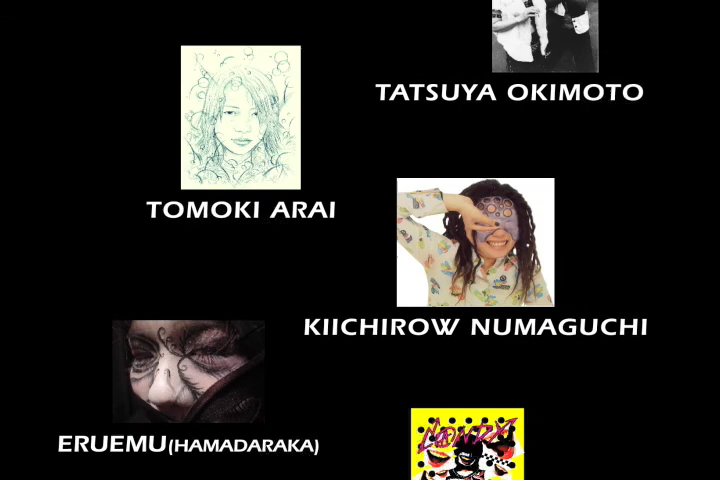 TATSUYA OKIMOTO
TOMOKI ARAI
KIICHIROW NUMAGUCHI
ERUEMU(HAMADARAKA)